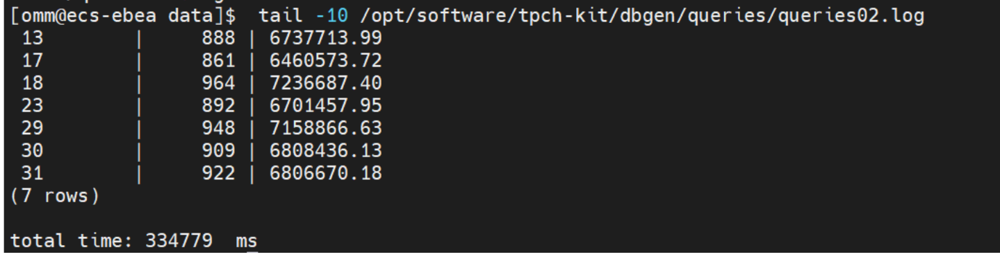 [omm@ecs-ebea data]$  tail -10 /opt/software/tpch-kit/dbgen/queries/queries02.log
 13        |      888 | 6737713.99
 17        |      861 | 6460573.72
 18        |      964 | 7236687.40
 23        |      892 | 6701457.95
 29        |      948 | 7158866.63
 30        |      909 | 6808436.13
 31        |      922 | 6806670.18
(7 rows)

total time: 334779  ms